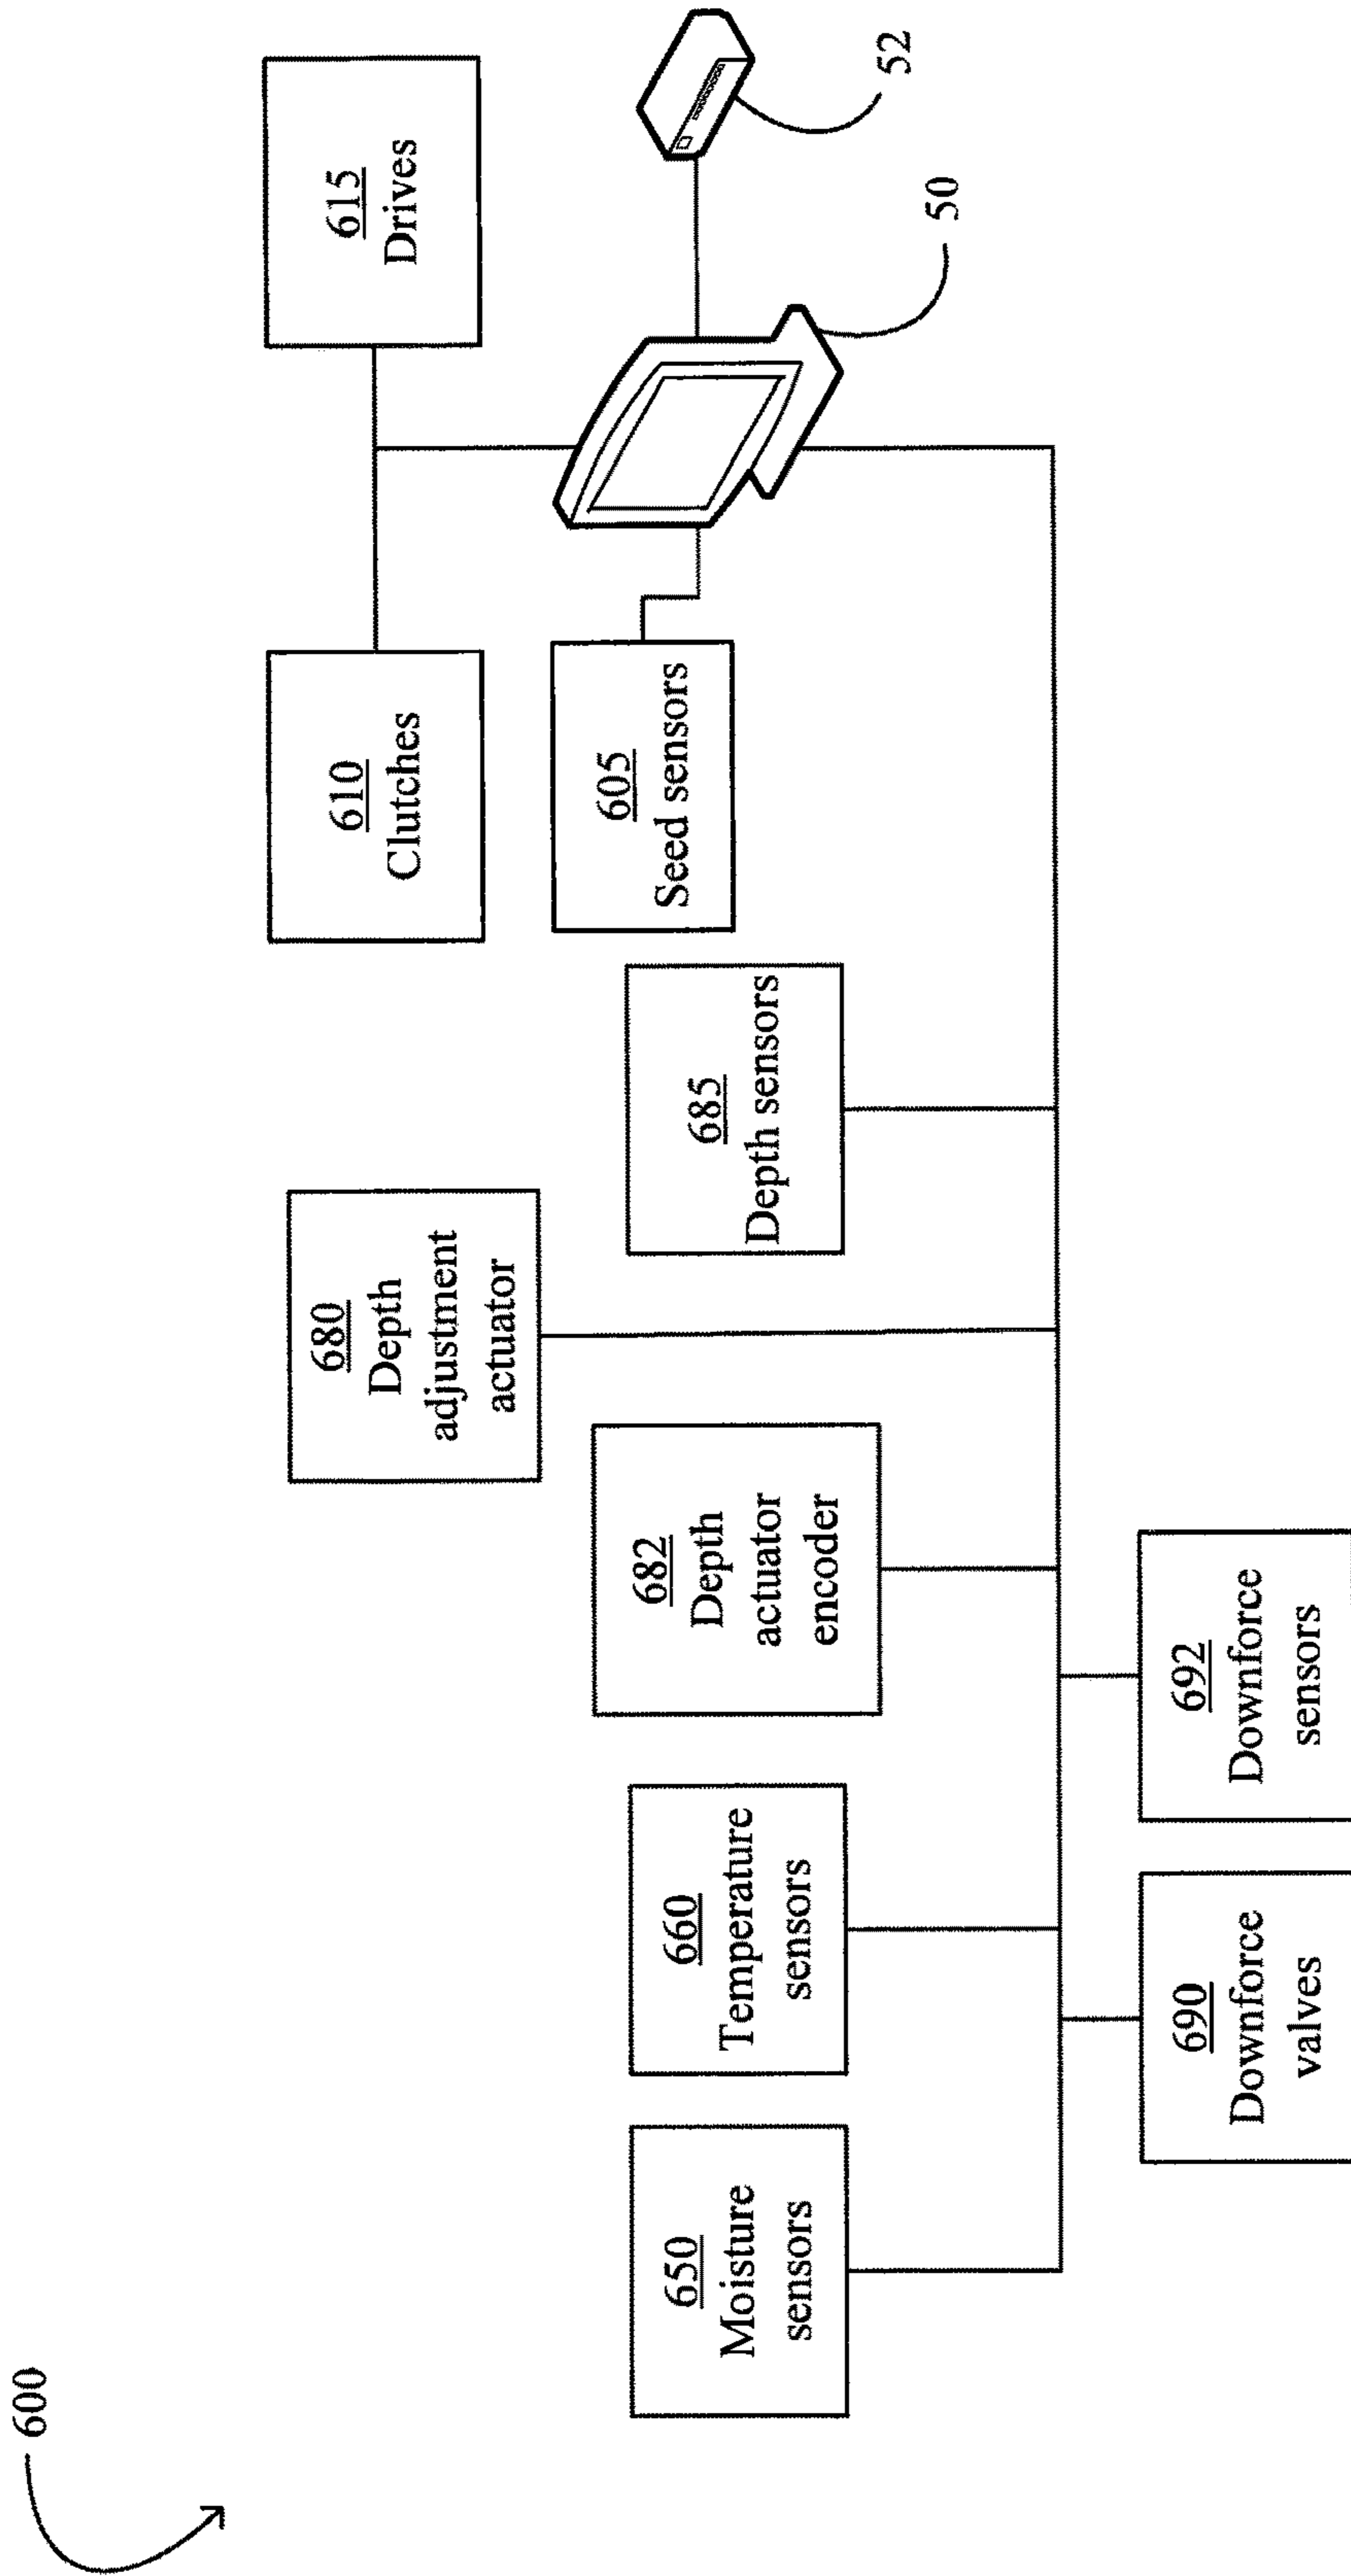 600
615
Drives
610
Clutches
52
50
605
Seed sensors
680
Depth
adjustment
actuator
685
Depth sensors
682
Depth
actuator
encoder
660
Temperature
sensors
650
Moisture
sensors
692
Downforce
sensors
690
Downforce
valves